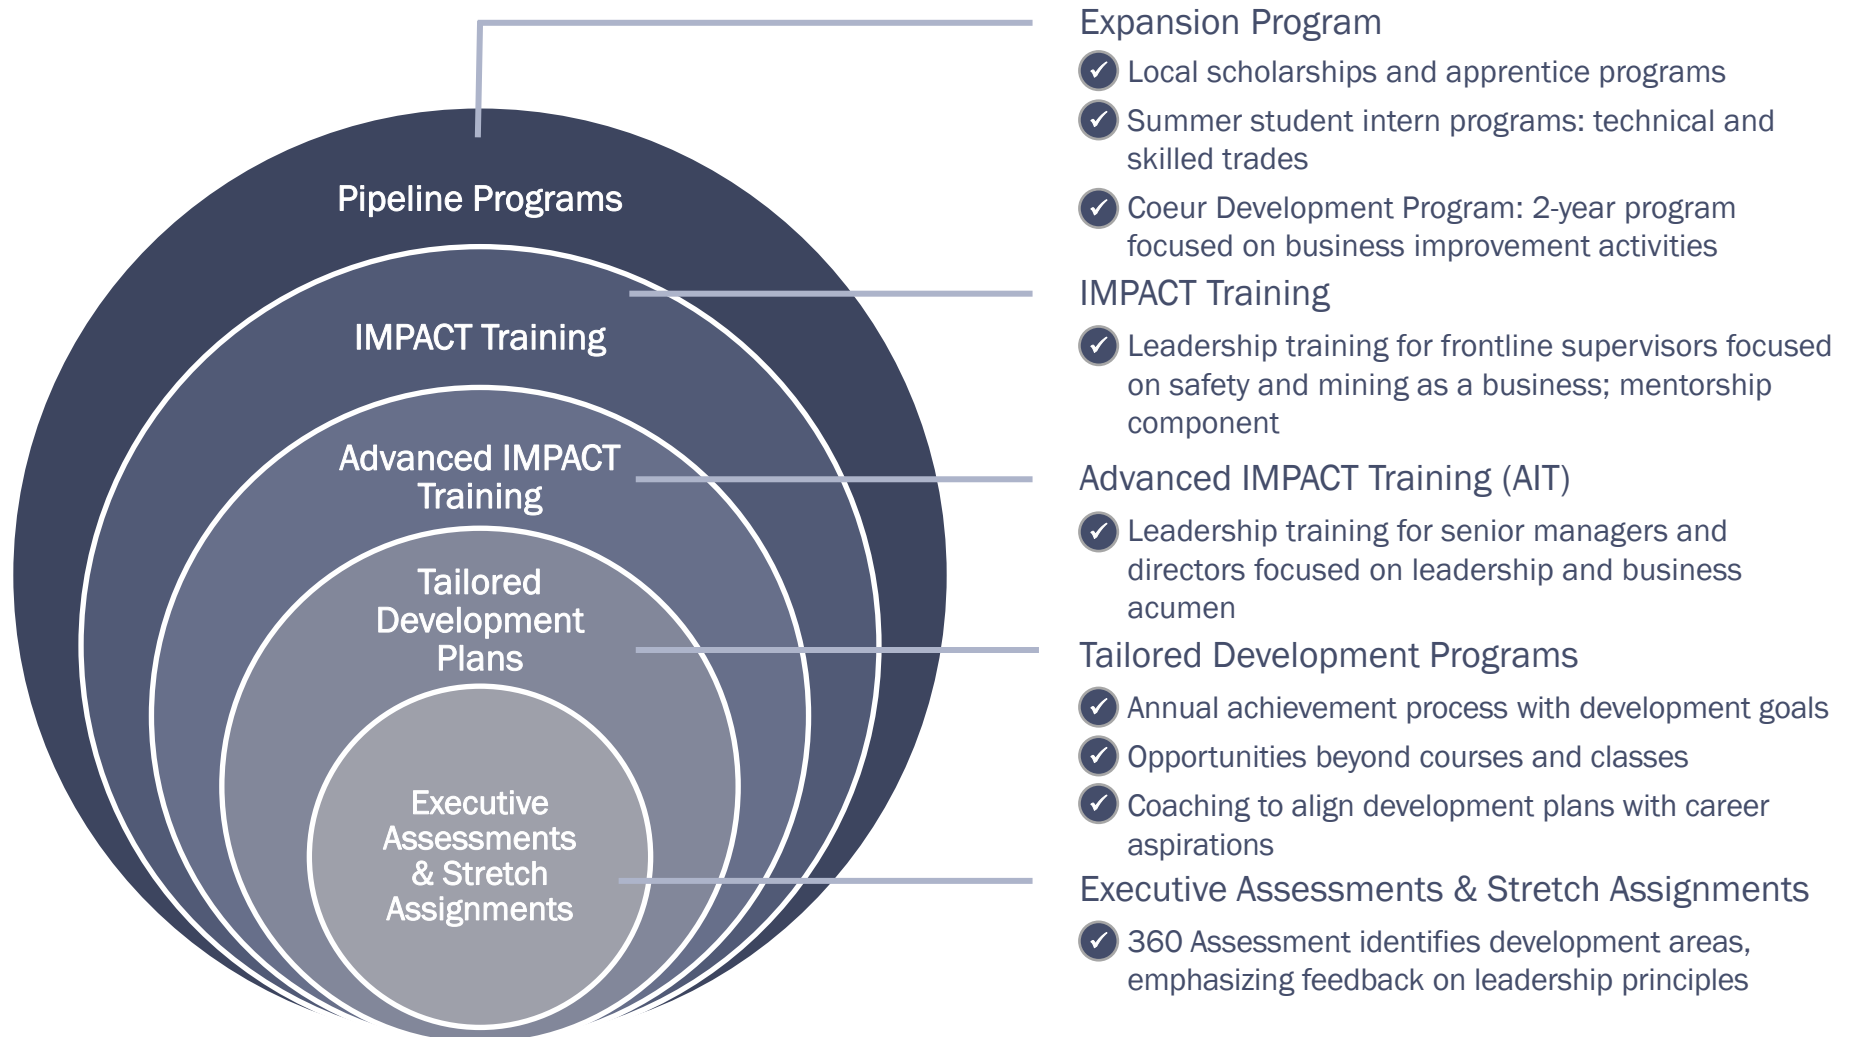 Pipeline Programs
IMPACT Training
Advanced IMPACT
Training
Tailored
Development
Plans
Executive
Assessments
& Stretch
Assignments
Expansion Program
Local scholarships and apprentice programs
Summer student intern programs: technical and
skilled trades
Coeur Development Program: 2-year program
focused on business improvement activities
IMPACT Training
Leadership training for frontline supervisors focused
on safety and mining as a business; mentorship
component
Advanced IMPACT Training (AIT)
Leadership training for senior managers and
directors focused on leadership and business
acumen
Tailored Development Programs
Annual achievement process with development goals
Opportunities beyond courses and classes
Coaching to align development plans with career
aspirations
Executive Assessments & Stretch Assignments
360 Assessment identifies development areas,
emphasizing feedback on leadership principles